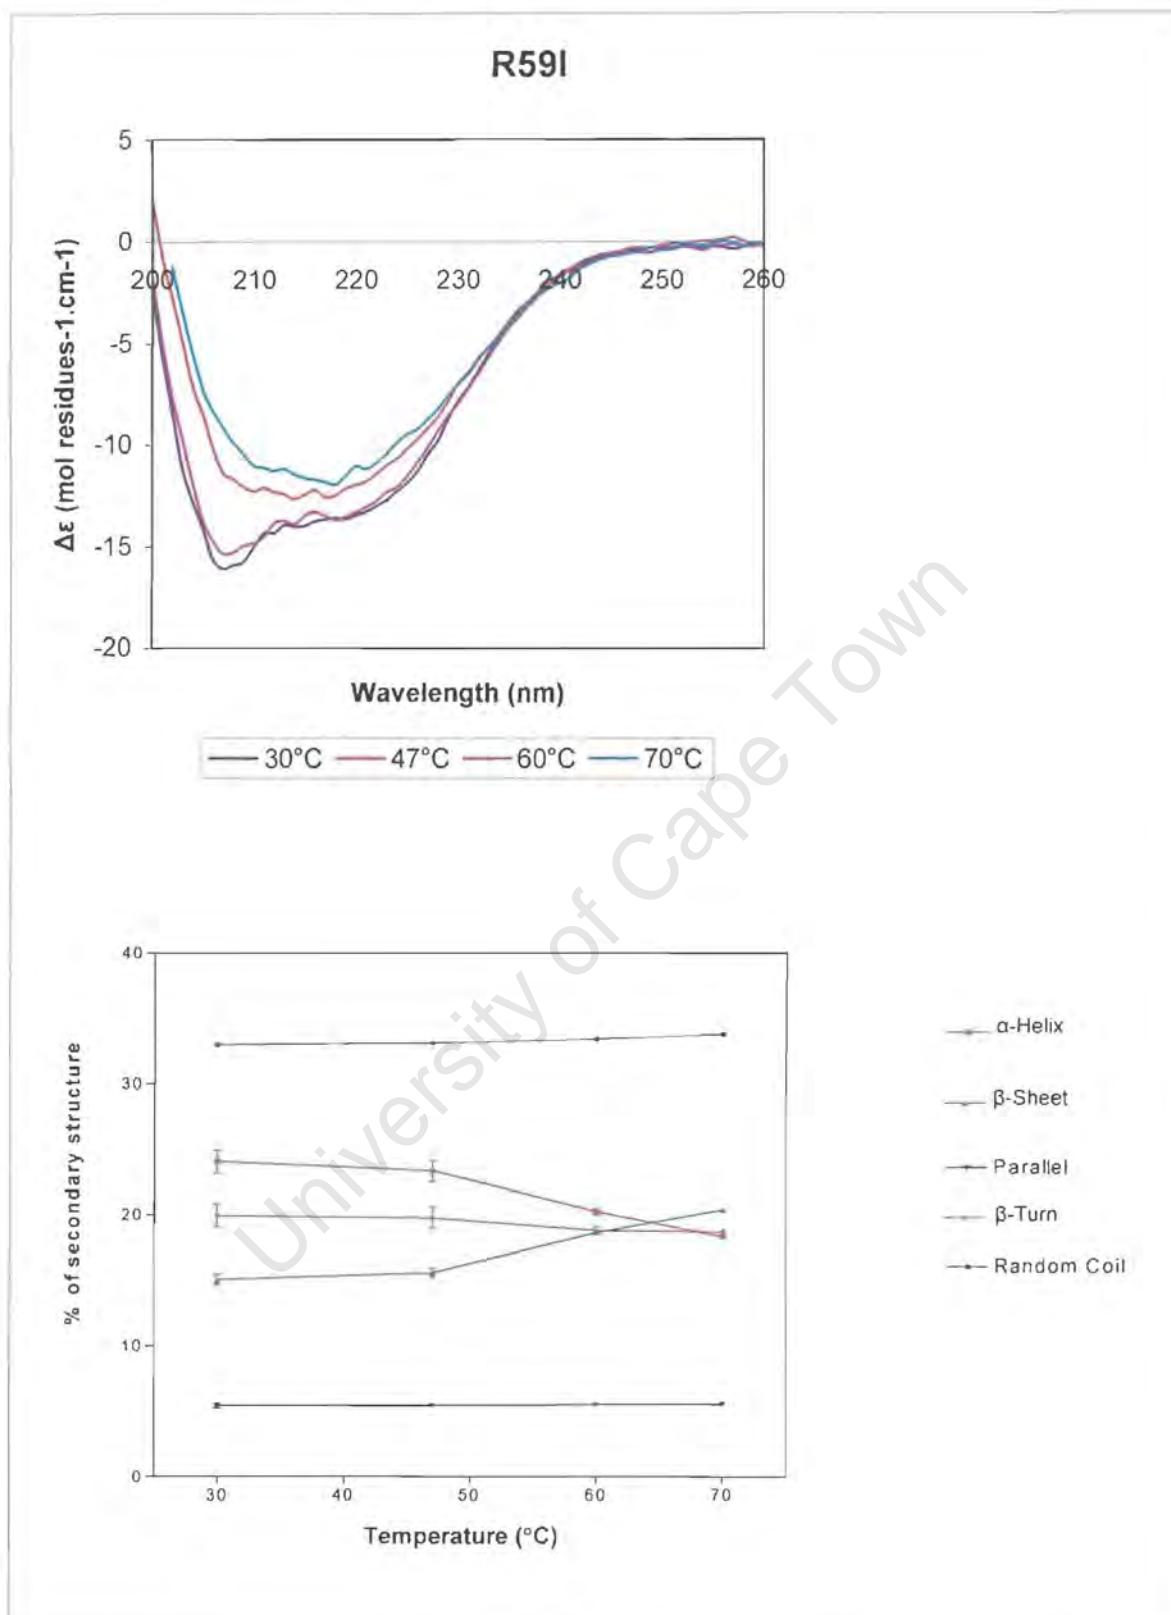 R59I
5
0
-5
-10
-15
-20
200 210 220 230 240 250 260
Δε (mol residues-1.cm-1)
Wavelength (nm)
30°C 47°C 60°C 70°C
40
30
20
10
0
30 40 50 60 70
% of secondary structure
Temperature (°C)
α-Helix
β-Sheet
Parallel
β-Turn
Random Coil
University of Cape Town